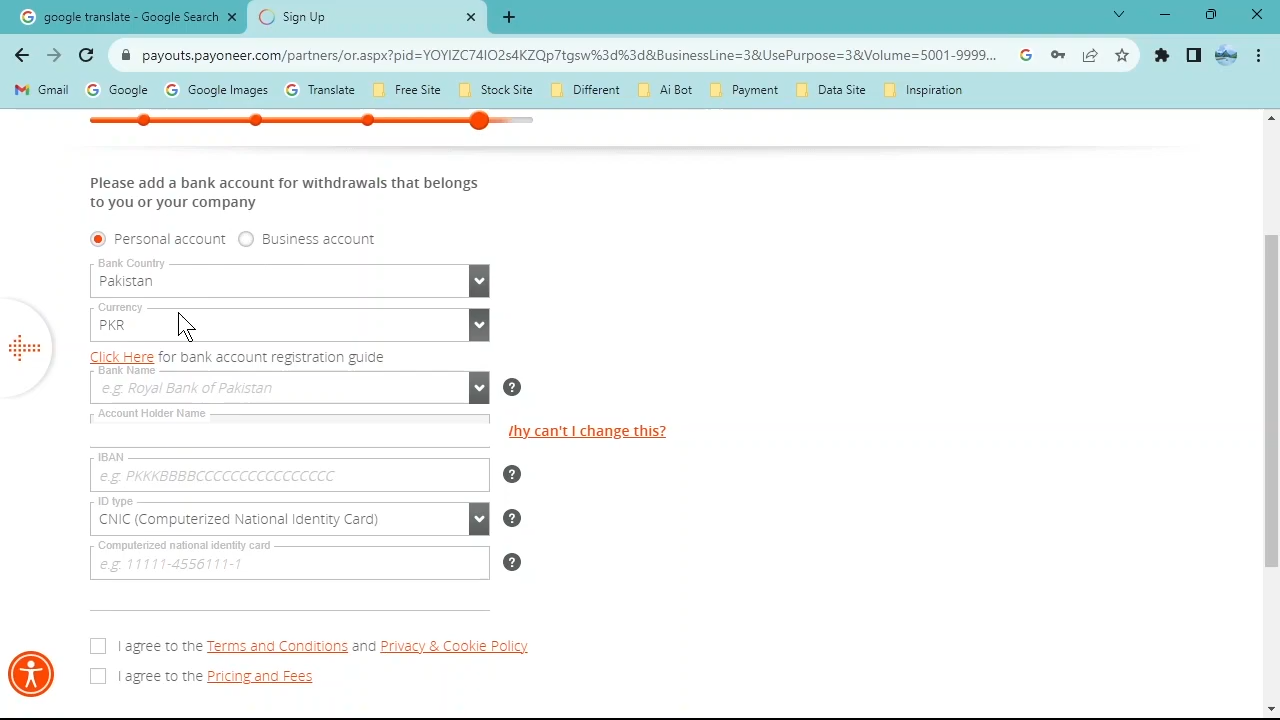 google translate - Google Search
Sign Up
payouts.payoneer.com/partners/or.aspx?pid=YOYIZC74IO2s4KZQp7tgsw%3d%3d&BusinessLine=3&UsePurpose=3&Volume=5001-9999...
Gmail Google Google Images Translate Free Site Stock Site Different Ai Bot Payment Data Site Inspiration
Please add a bank account for withdrawals that belongs
to you or your company
Personal account Business account
Bank Country
Pakistan
Currency
PKR
Click Here for bank account registration guide
Bank Name
e.g: Royal Bank of Pakistan
Account Holder Name
hy can't I change this?
IBAN
e.g: PKKKBBBBCCCCCCCCCCCCCCCC
ID type
CNIC (Computerized National Identity Card)
Computerized national identity card
e.g: 11111-4556111-1
I agree to the Terms and Conditions and Privacy & Cookie Policy
I agree to the Pricing and Fees